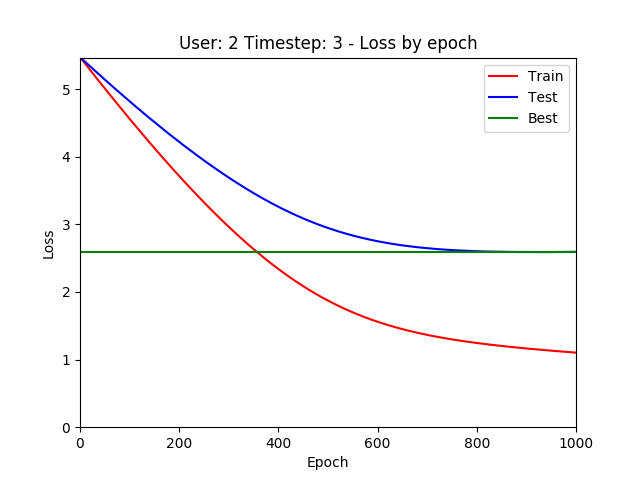 User: 2 Timestep: 3 - Loss by epoch
Train
Test
Best
5
4
3
2
1
0
Loss
0 200 400 600 800 1000
Epoch